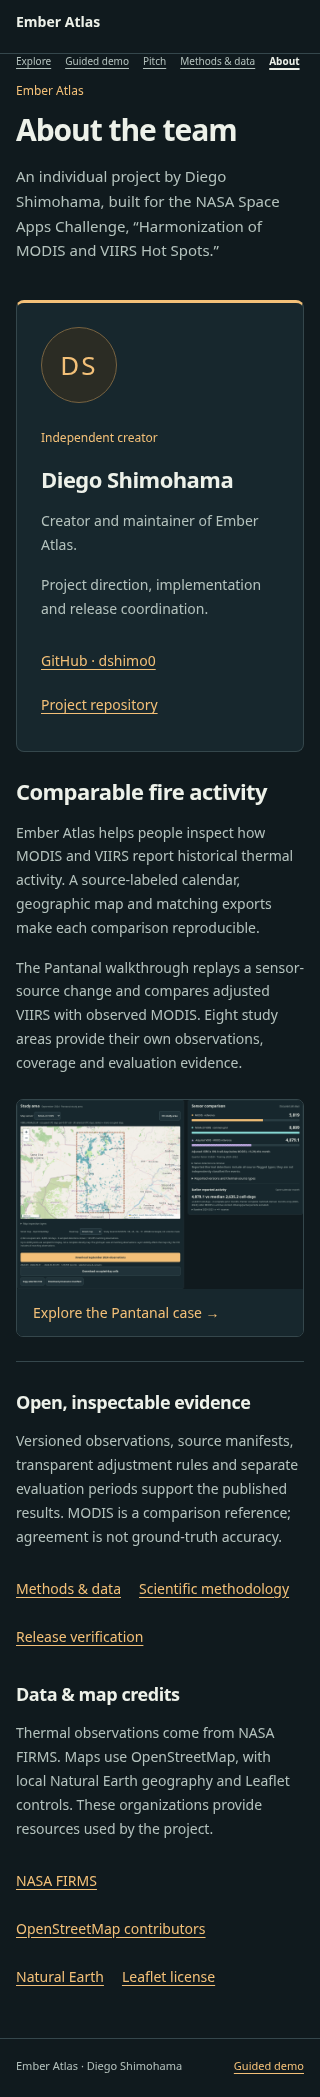 Ember Atlas
Explore Guided demo Pitch Methods & data About
Ember Atlas
About the team
An individual project by Diego
Shimohama, built for the NASA Space
Apps Challenge, “Harmonization of
MODIS and VIIRS Hot Spots.”
DS
Independent creator
Diego Shimohama
Creator and maintainer of Ember
Atlas.
Project direction, implementation
and release coordination.
GitHub · dshimo0
Project repository
Comparable fire activity
Ember Atlas helps people inspect how
MODIS and VIIRS report historical thermal
activity. A source-labeled calendar,
geographic map and matching exports
make each comparison reproducible.
The Pantanal walkthrough replays a sensor-
source change and compares adjusted
VIIRS with observed MODIS. Eight study
areas provide their own observations,
coverage and evaluation evidence.
Study area
Sensor comparison
Explore the Pantanal case →
Open, inspectable evidence
Versioned observations, source manifests,
transparent adjustment rules and separate
evaluation periods support the published
results. MODIS is a comparison reference;
agreement is not ground-truth accuracy.
Methods & data Scientific methodology
Release verification
Data & map credits
Thermal observations come from NASA
FIRMS. Maps use OpenStreetMap, with
local Natural Earth geography and Leaflet
controls. These organizations provide
resources used by the project.
NASA FIRMS
OpenStreetMap contributors
Natural Earth Leaflet license
Ember Atlas · Diego Shimohama Guided demo